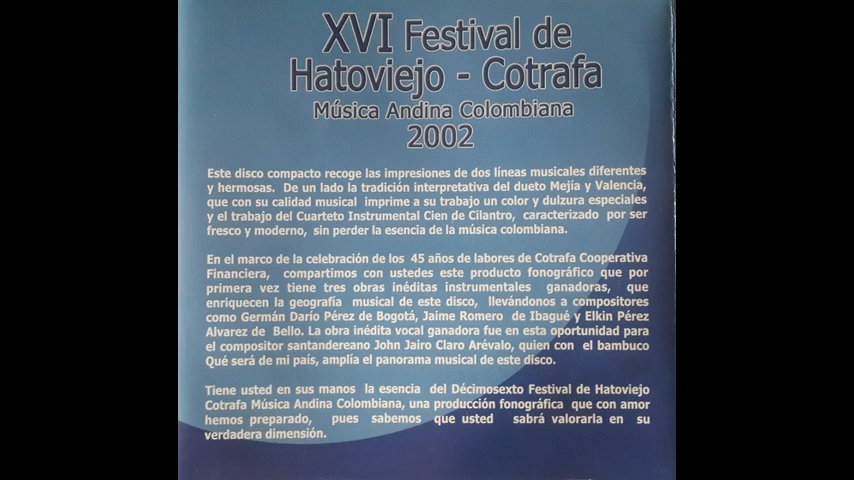 XVI Festival de
Hatoviejo - Cotrafa
Música Andina Colombiana
2002
Este disco compacto recoge las impresiones de dos líneas musicales diferentes
y hermosas. De un lado la tradición interpretativa del dueto Mejía y Valencia,
que con su calidad musical imprime a su trabajo un color y dulzura especiales
y el trabajo del Cuarteto Instrumental Cien de Cilantro, caracterizado por ser
fresco y moderno, sin perder la esencia de la música colombiana.
En el marco de la celebración de los 45 años de labores de Cotrafa Cooperativa
Financiera, compartimos con ustedes este producto fonográfico que por
primera vez tiene tres obras inéditas instrumentales ganadoras, que
enriquecen la geografía musical de este disco, llevándonos a compositores
como Germán Darío Pérez de Bogotá, Jaime Romero de Ibagué y Elkin Pérez
Alvarez de Bello. La obra inédita vocal ganadora fue en esta oportunidad para
el compositor santandereano John Jairo Claro Arévalo, quien con el bambuco
Qué será de mi país, amplía el panorama musical de este disco.
Tiene usted en sus manos la esencia del Décimosexto Festival de Hatoviejo
Cotrafa Música Andina Colombiana, una producción fonográfica que con amor
hemos preparado, pues sabemos que usted sabrá valorarla en su
verdadera dimensión.